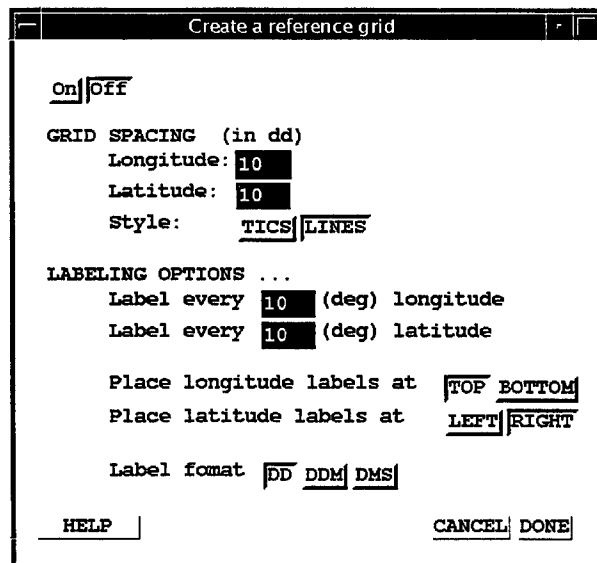 Create a reference grid
On Off
GRID SPACING (in dd)
Longitude: 10
Latitude: 10
Style: TICS LINES
LABELING OPTIONS ...
Label every 10 (deg) longitude
Label every 10 (deg) latitude
Place longitude labels at TOP BOTTOM
Place latitude labels at LEFT RIGHT
Label fomat DD DDM DMS
HELP CANCEL DONE